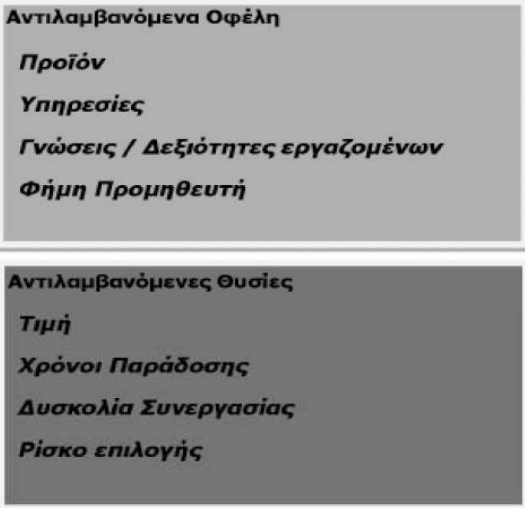 Αντιλαμβανόμενα Οφέλη
Προϊόν
Υπηρεσίες
Γνώσεις / Δεξιότητες εργαζομένων
Φήμη Προμηθευτή
Αντιλαμβανόμενες Θυσίες
Τιμή
Χρόνοι Παράδοσης
Δυσκολία Συνεργασίας
Ρίσκο επιλογής